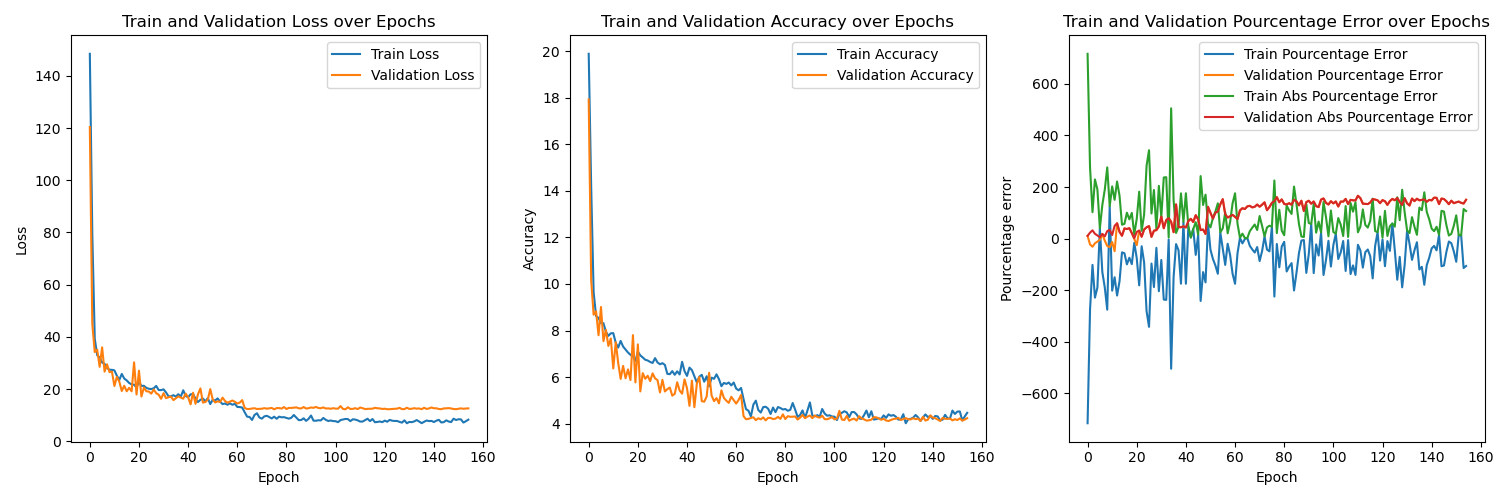 Train and Validation Loss over Epochs
Train Loss
Validation Loss
Loss
140
120
100
80
60
40
20
0
0 20 40 60 80 100 120 140 160
Epoch
Train and Validation Accuracy over Epochs
Train Accuracy
Validation Accuracy
Accuracy
20
18
16
14
12
10
8
6
4
0 20 40 60 80 100 120 140 160
Epoch
Train and Validation Pourcentage Error over Epochs
Train Pourcentage Error
Validation Pourcentage Error
Train Abs Pourcentage Error
Validation Abs Pourcentage Error
Pourcentage error
600
400
200
0
−200
−400
−600
0 20 40 60 80 100 120 140 160
Epoch